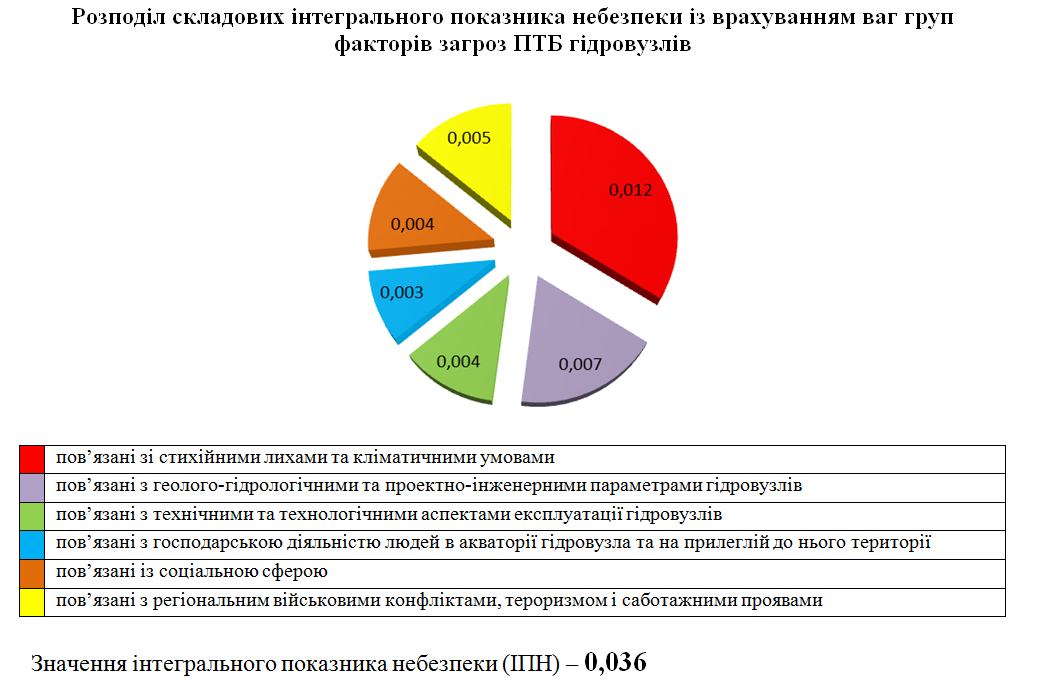 Розподіл складових інтегрального показника небезпеки із врахуванням ваг груп
факторів загроз ПТБ гідровузлів
0,005
0,012
0,004
0,003
0,004
0,007
пов’язані зі стихійними лихами та кліматичними умовами
пов’язані з геолого-гідрологічними та проектно-інженерними параметрами гідровузлів
пов’язані з технічними та технологічними аспектами експлуатації гідровузлів
пов’язані з господарською діяльністю людей в акваторії гідровузла та на прилеглій до нього території
пов’язані із соціальною сферою
пов’язані з регіональним військовими конфліктами, тероризмом і саботажними проявами
Значення інтегрального показника небезпеки (ІПН) – 0,036